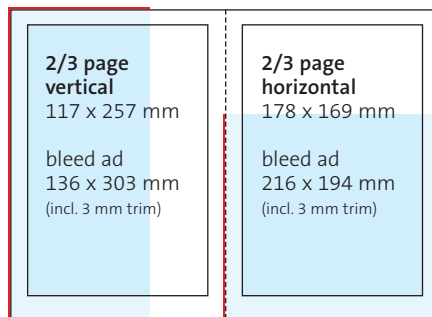 2/3 page
vertical
117 x 257 mm
bleed ad
136 x 303 mm
(incl. 3 mm trim)
2/3 page
horizontal
178 x 169 mm
bleed ad
216 x 194 mm
(incl. 3 mm trim)